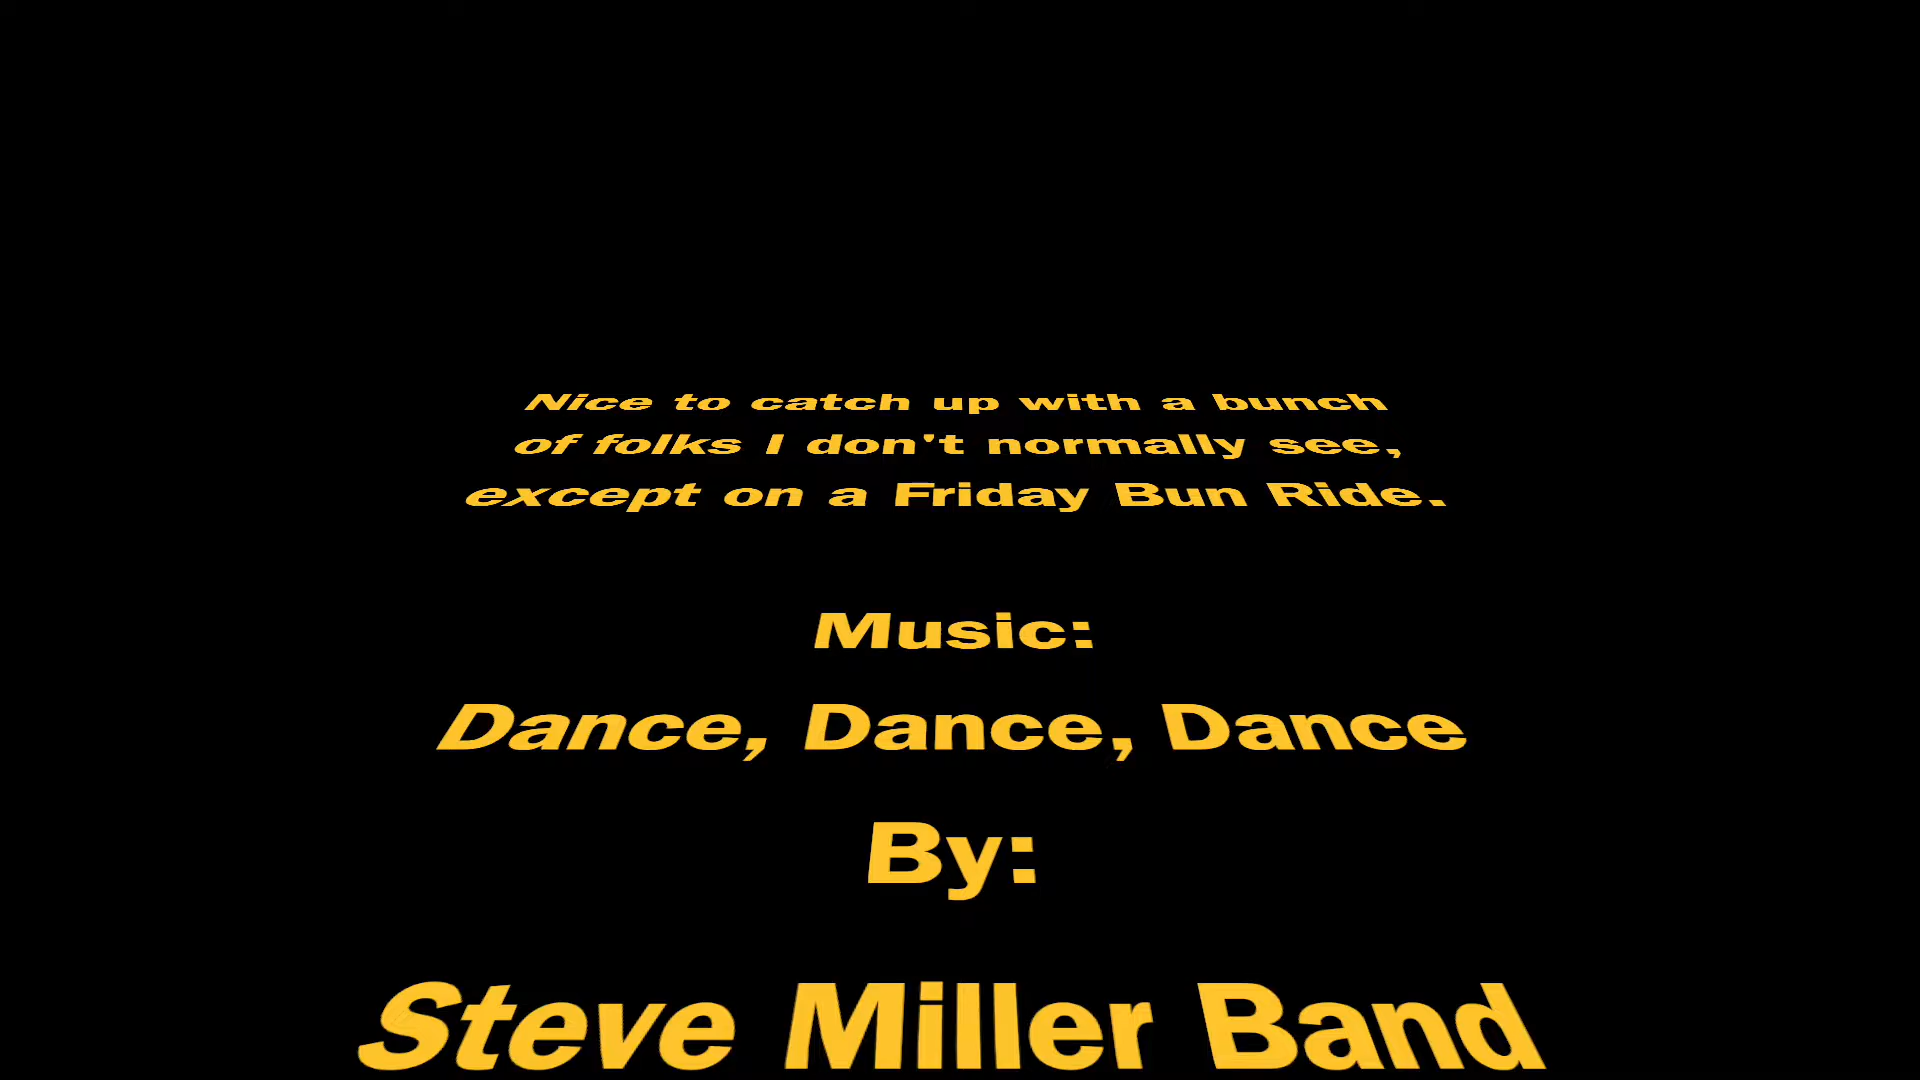 Nice to catch up with a bunch
of folks I don't normally see,
except on a Friday Bun Ride.
Music:
Dance, Dance, Dance
By:
Steve Miller Band